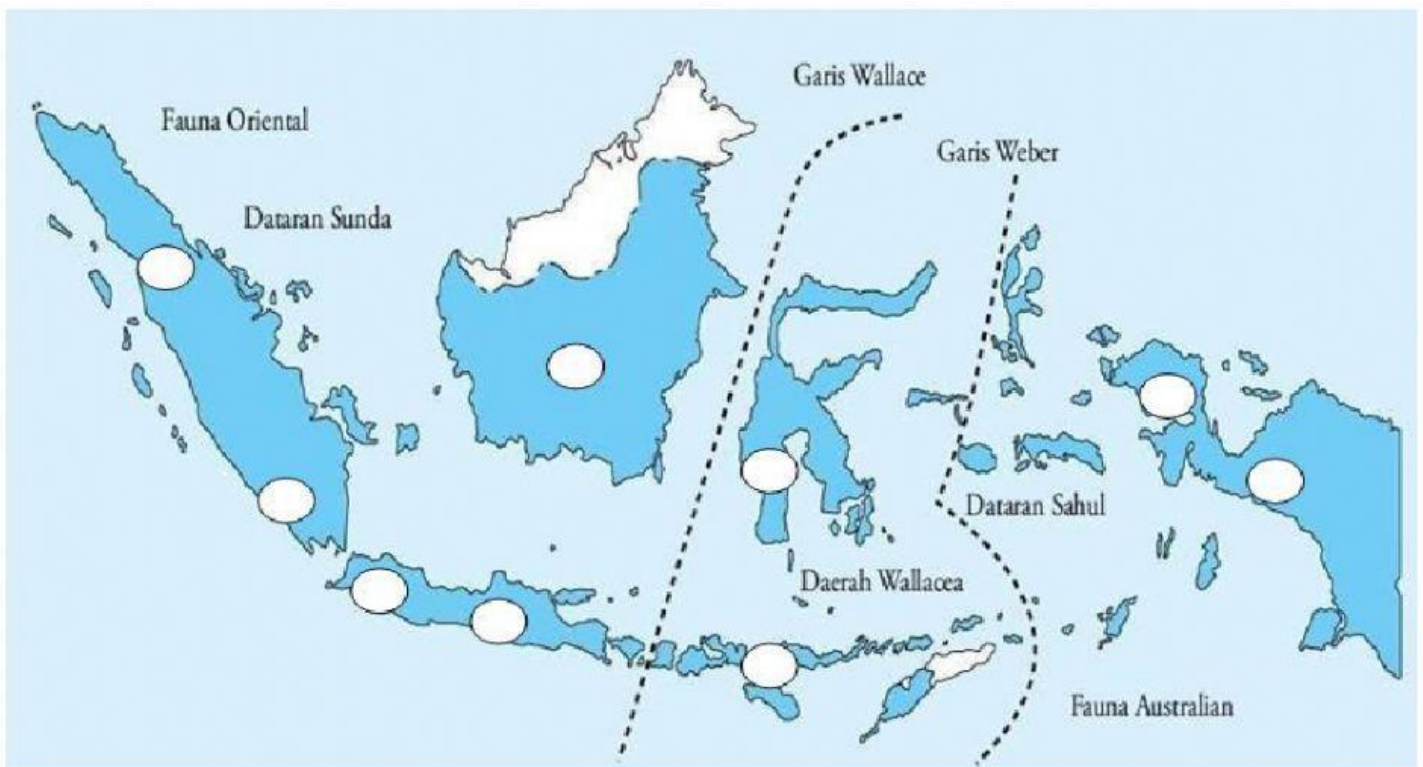 Garis Wallace
Fauna Oriental
Garis Weber
Dataran Sunda
Dataran Sahul
Daerah Wallacea
Fauna Australian